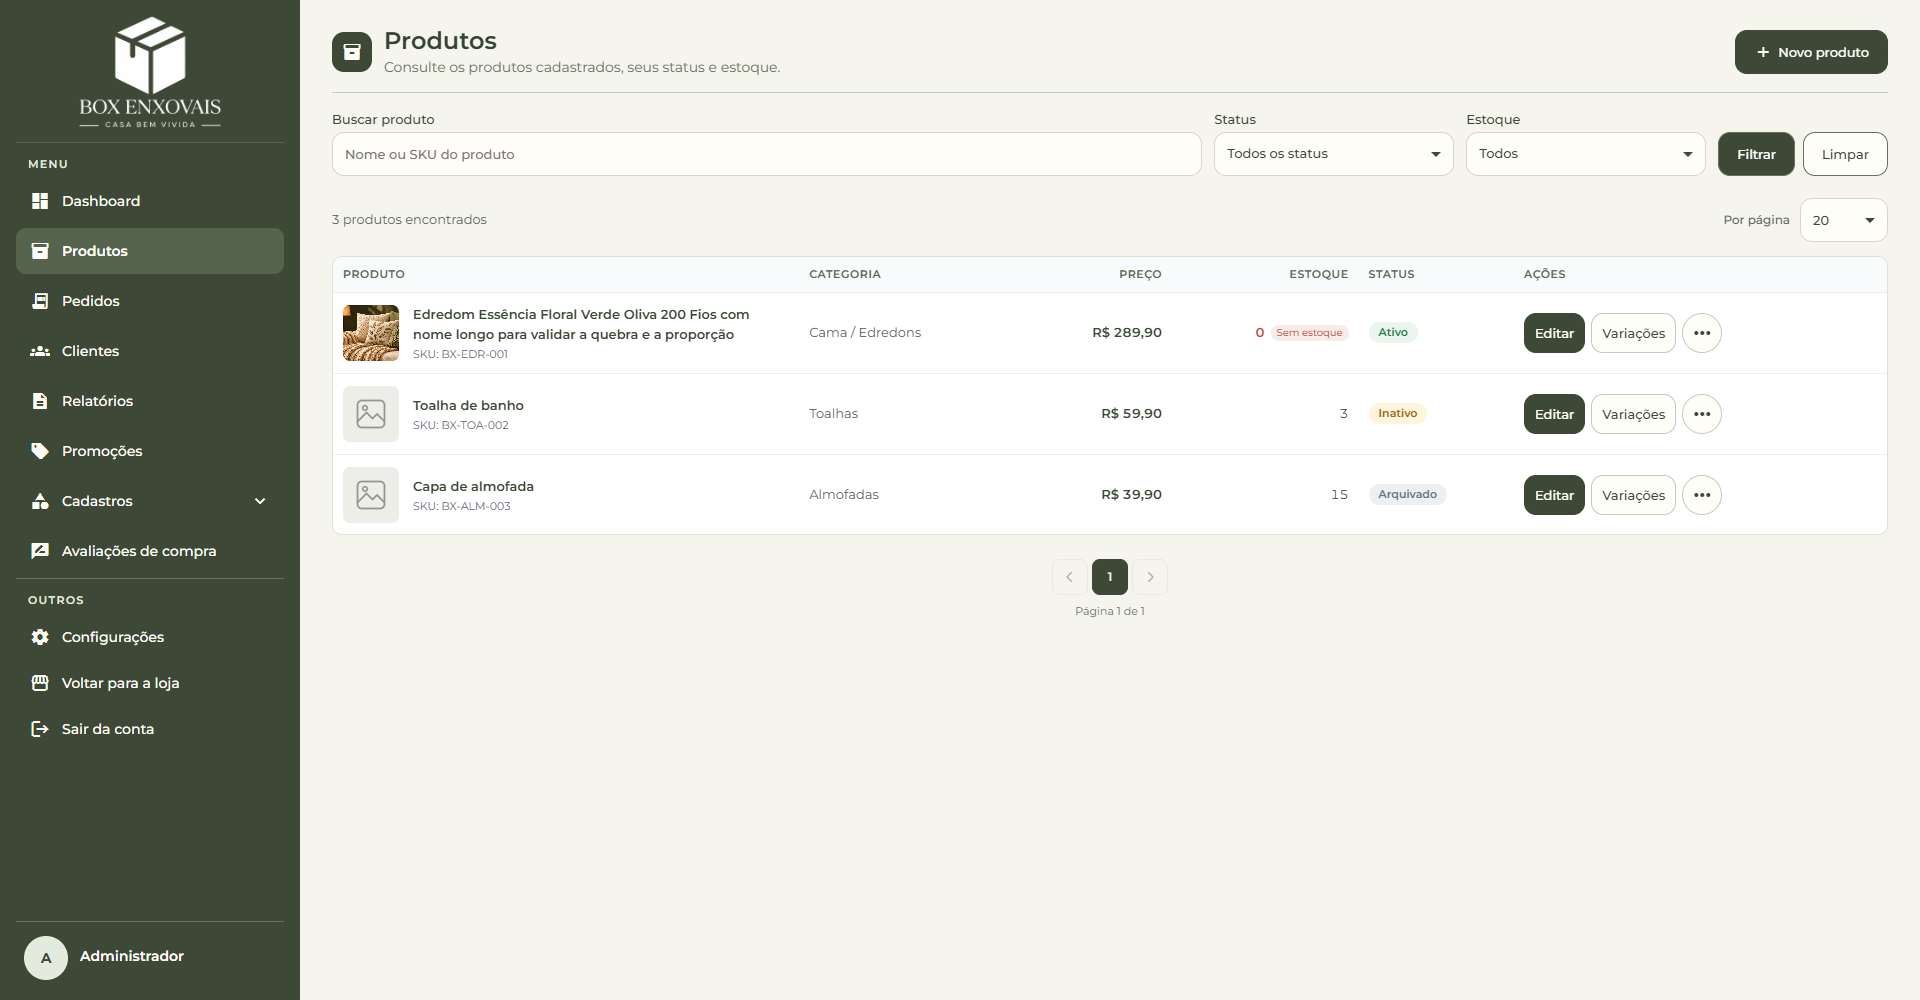 BOX ENXOVAIS
CASA BEM VIVIDA
MENU
Dashboard
Produtos
Pedidos
Clientes
Relatórios
Promoções
Cadastros
Avaliações de compra
OUTROS
Configurações
Voltar para a loja
Sair da conta
A
Administrador
Produtos
Consulte os produtos cadastrados, seus status e estoque.
+ Novo produto
Buscar produto
Nome ou SKU do produto
Status
Todos os status
Estoque
Todos
Filtrar
Limpar
3 produtos encontrados
Por página
20
PRODUTO CATEGORIA PREÇO ESTOQUE STATUS AÇÕES
Edredom Essência Floral Verde Oliva 200 Fios com
nome longo para validar a quebra e a proporção
SKU: BX-EDR-001
Cama / Edredons
R$ 289,90
0 Sem estoque
Ativo
Editar
Variações
•••
Toalha de banho
SKU: BX-TOA-002
Toalhas
R$ 59,90
3
Inativo
Editar
Variações
•••
Capa de almofada
SKU: BX-ALM-003
Almofadas
R$ 39,90
15
Arquivado
Editar
Variações
•••
1
Página 1 de 1